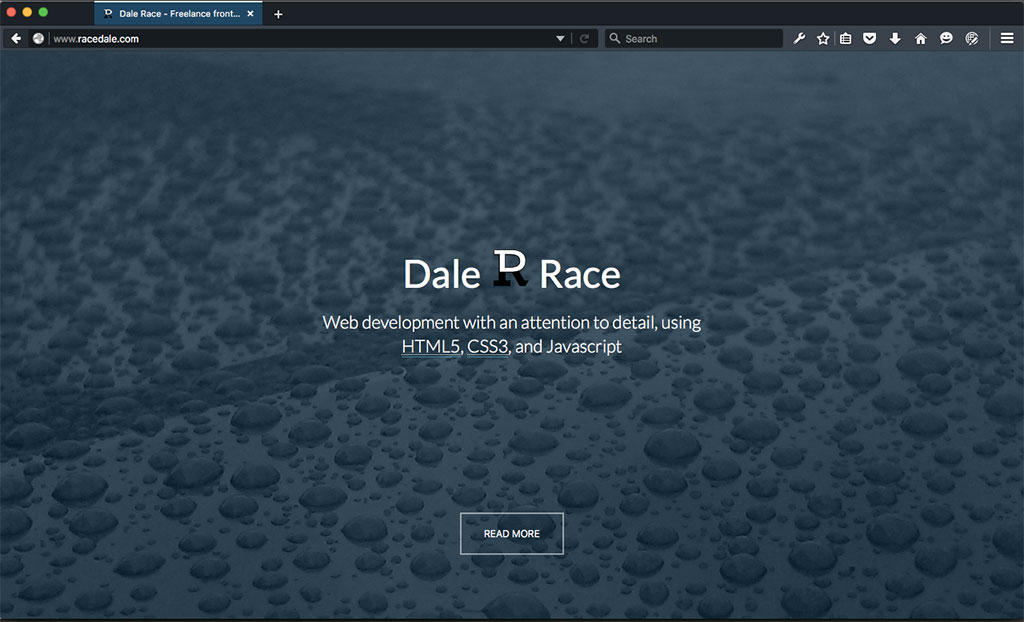 Dale Race - Freelance front...
www.racedale.com
Search
Dale R Race
Web development with an attention to detail, using
HTML5, CSS3, and Javascript
READ MORE